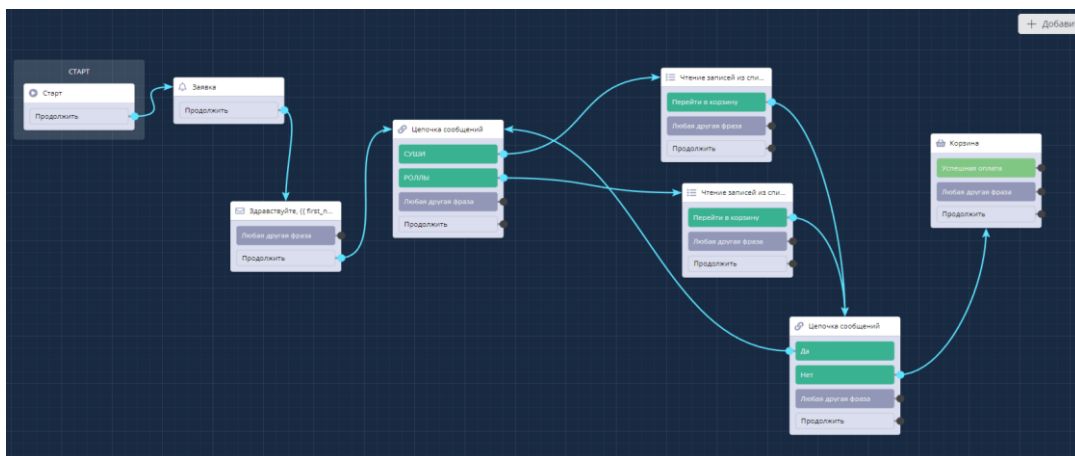 + Добави
СТАРТ
Старт
Продолжить
Заявка
Продолжить
Здравствуйте, {{ first_n...
Любая другая фраза
Продолжить
Цепочка сообщений
СУШИ
РОЛЛЫ
Любая другая фраза
Продолжить
Чтение записей из спи...
Перейти в корзину
Любая другая фраза
Продолжить
Чтение записей из спи...
Перейти в корзину
Любая другая фраза
Продолжить
Цепочка сообщений
Да
Нет
Любая другая фраза
Продолжить
Корзина
Успешная оплата
Любая другая фраза
Продолжить